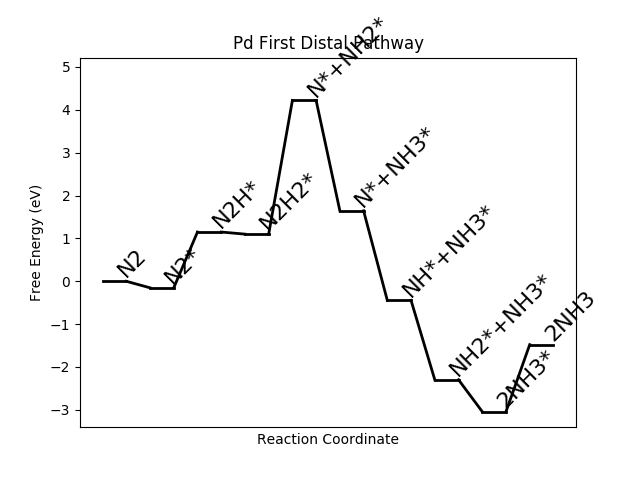 Pd First Distal Pathway
Free Energy (eV)
5
4
3
2
1
0
−1
−2
−3
N2
N2*
N2H*
N2H2*
N*+NH2*
N*+NH3*
NH*+NH3*
NH2*+NH3*
2NH3*
2NH3
Reaction Coordinate